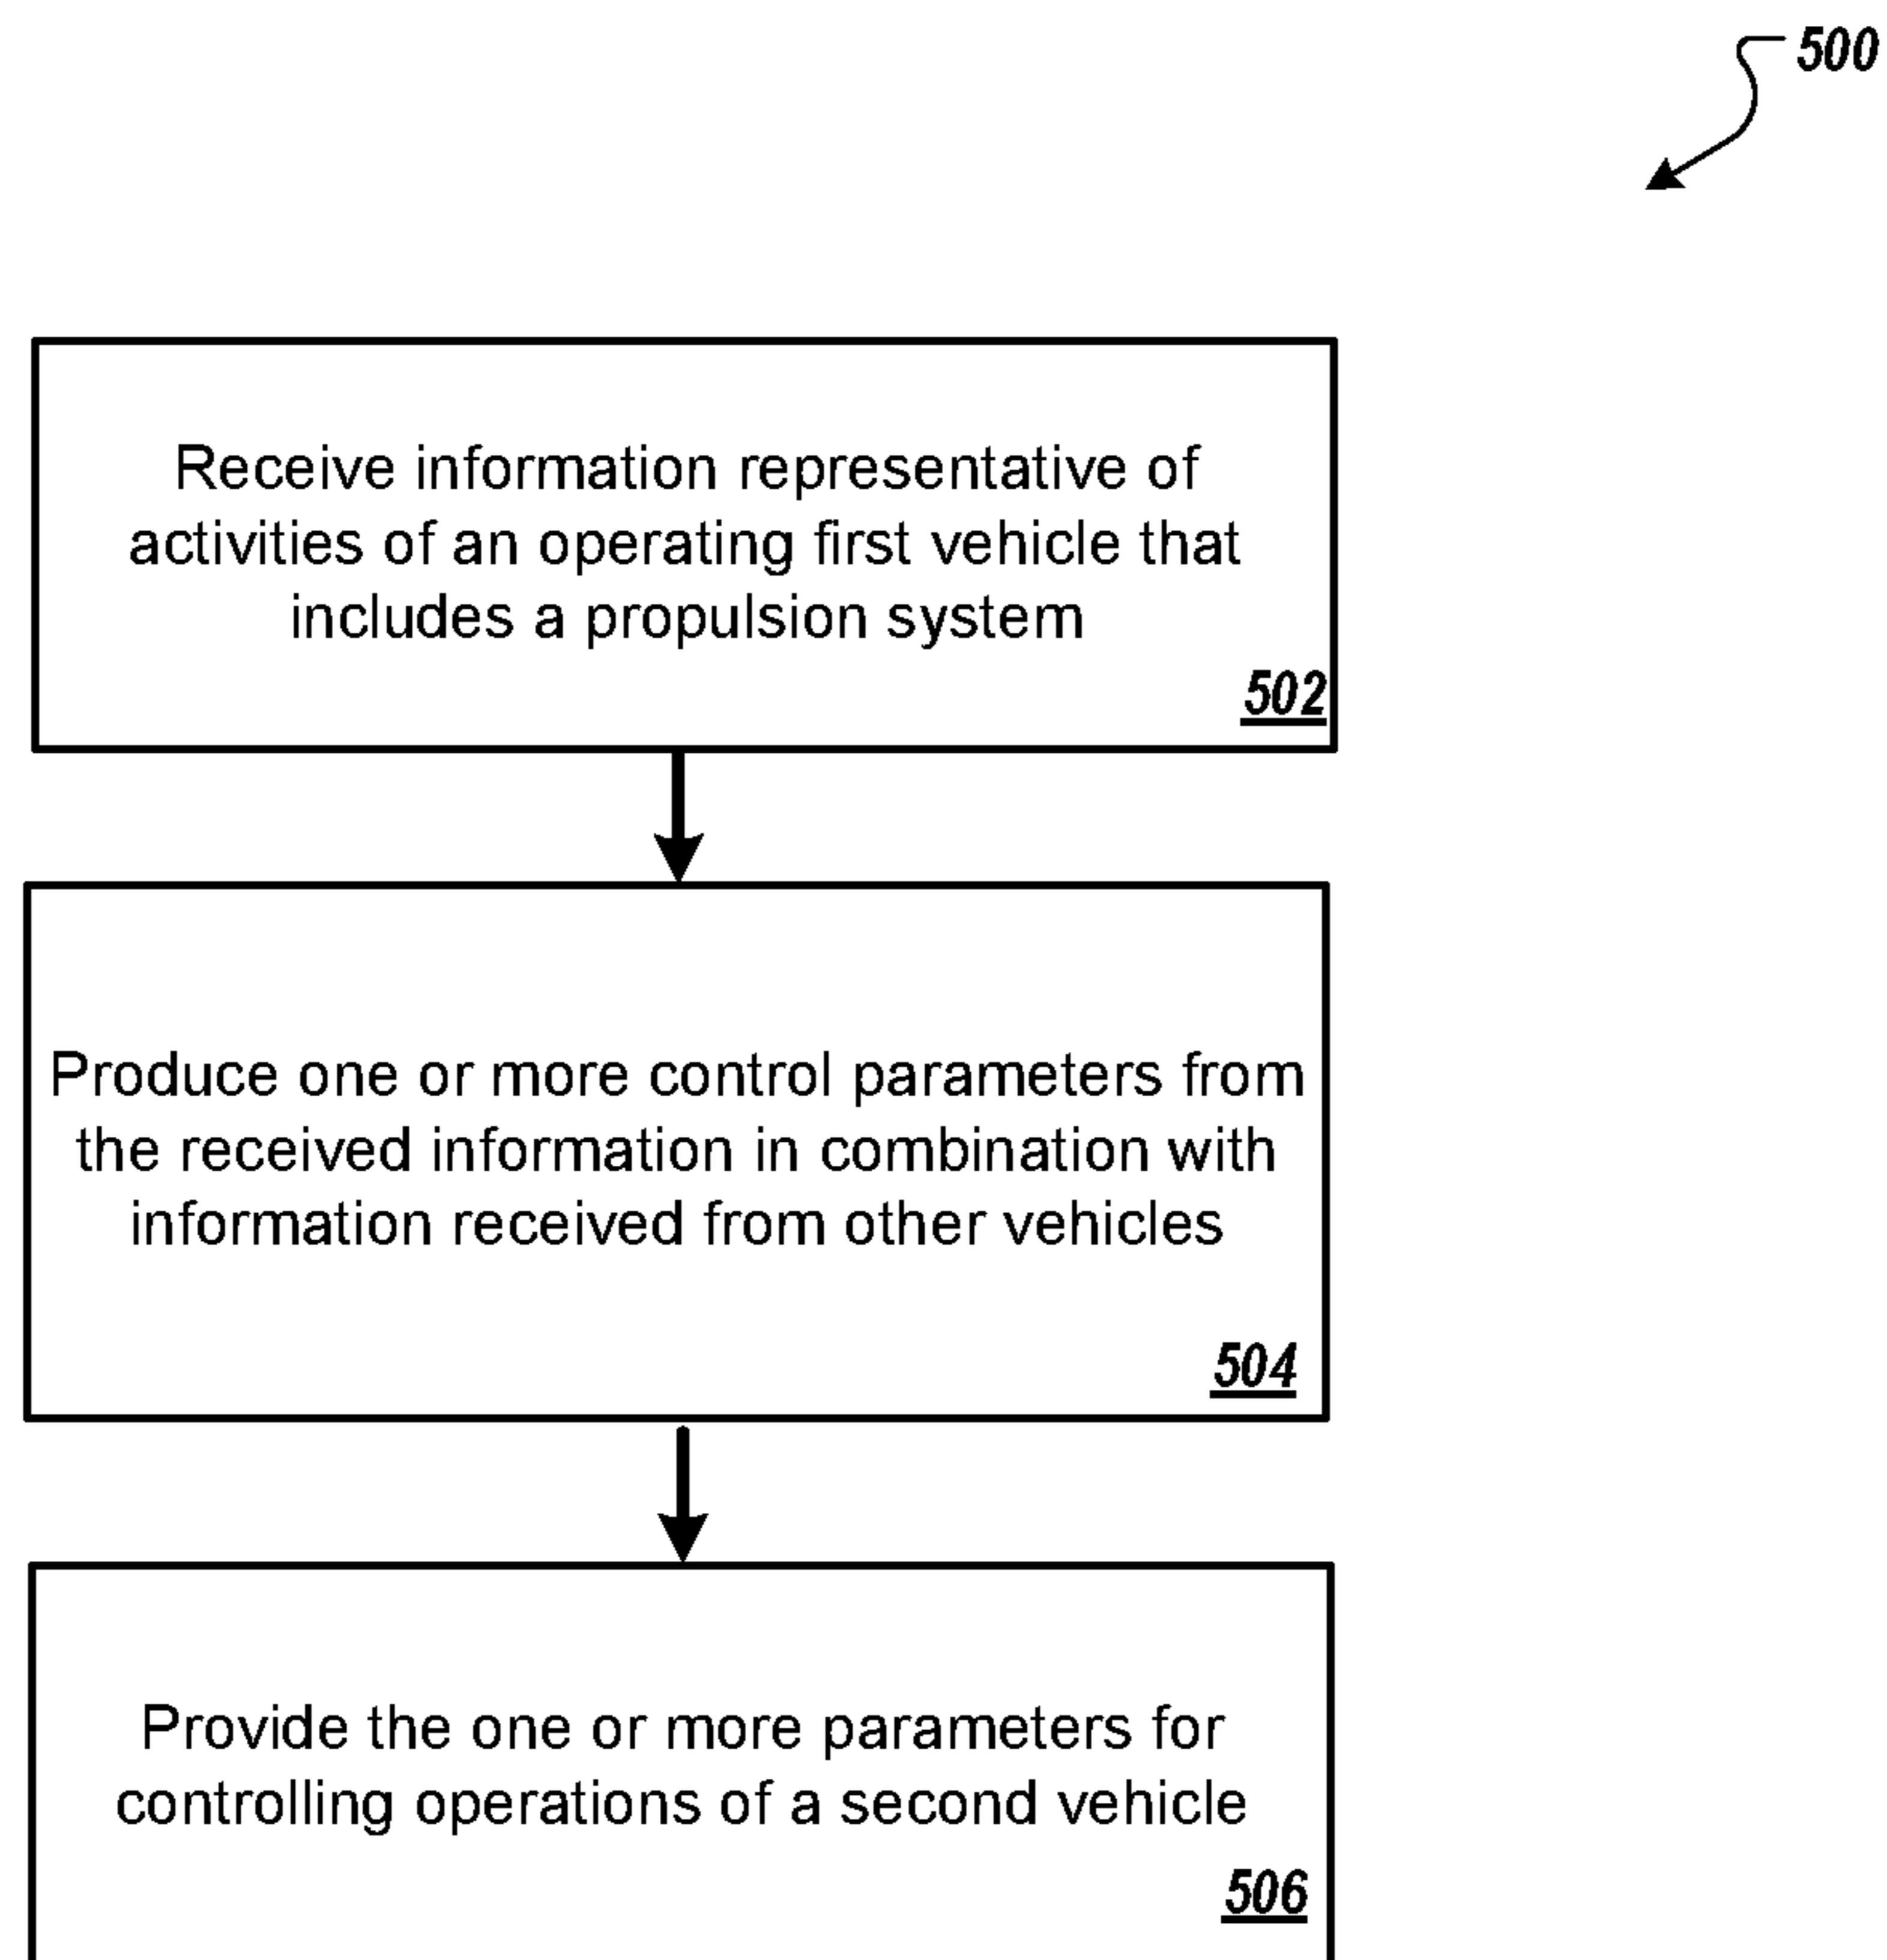 500
Receive information representative of
activities of an operating first vehicle that
includes a propulsion system
502
Produce one or more control parameters from
the received information in combination with
information received from other vehicles
504
Provide the one or more parameters for
controlling operations of a second vehicle
506